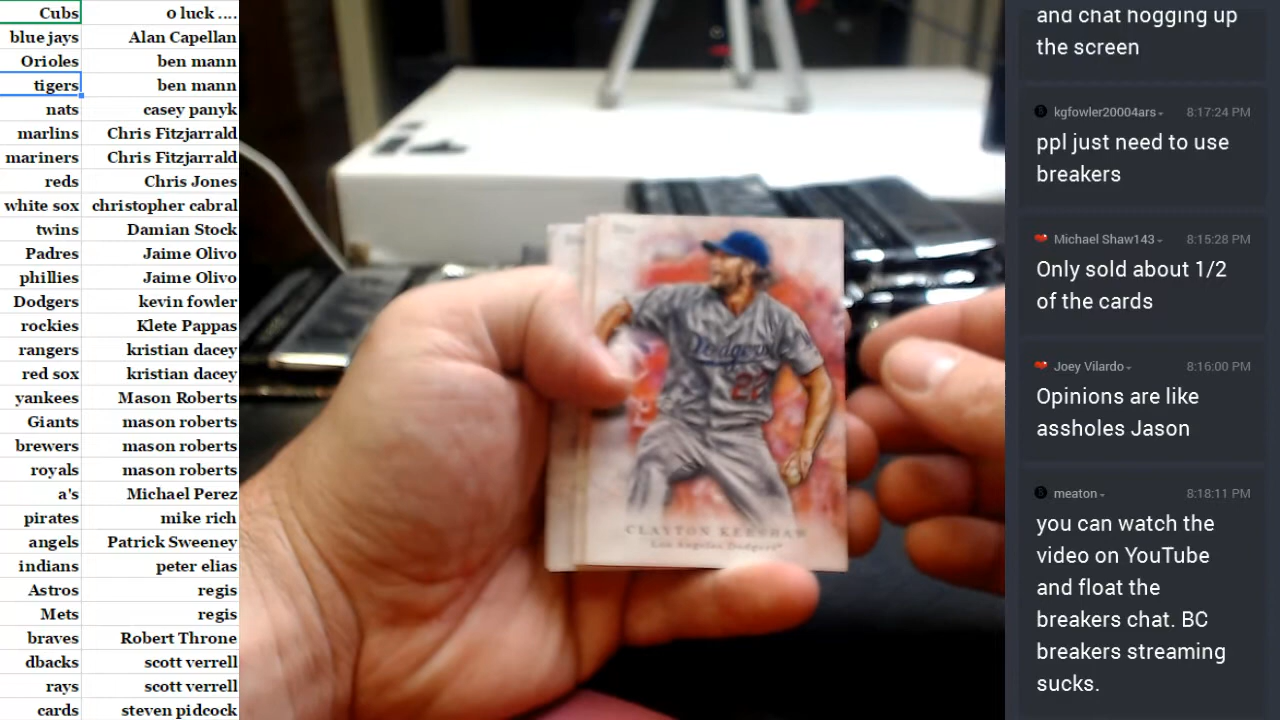 Cubs o luck ....
blue jays Alan Capellan
Orioles ben mann
tigers ben mann
nats casey panyk
marlins Chris Fitzjarrald
mariners Chris Fitzjarrald
reds Chris Jones
white sox christopher cabral
twins Damian Stock
Padres Jaime Olivo
phillies Jaime Olivo
Dodgers kevin fowler
rockies Klete Pappas
rangers kristian dacey
red sox kristian dacey
yankees Mason Roberts
Giants mason roberts
brewers mason roberts
royals mason roberts
a's Michael Perez
pirates mike rich
angels Patrick Sweeney
indians peter elias
Astros regis
Mets regis
braves Robert Throne
dbacks scott verrell
rays scott verrell
cards steven pidcock
Dodgers
22
CLAYTON KERSHAW
Los Angeles Dodgers
and chat hogging up
the screen
kgfowler20004ars 8:17:24 PM
ppl just need to use
breakers
Michael Shaw143 8:15:28 PM
Only sold about 1/2
of the cards
Joey Vilardo 8:16:00 PM
Opinions are like
assholes Jason
meaton 8:18:11 PM
you can watch the
video on YouTube
and float the
breakers chat. BC
breakers streaming
sucks.